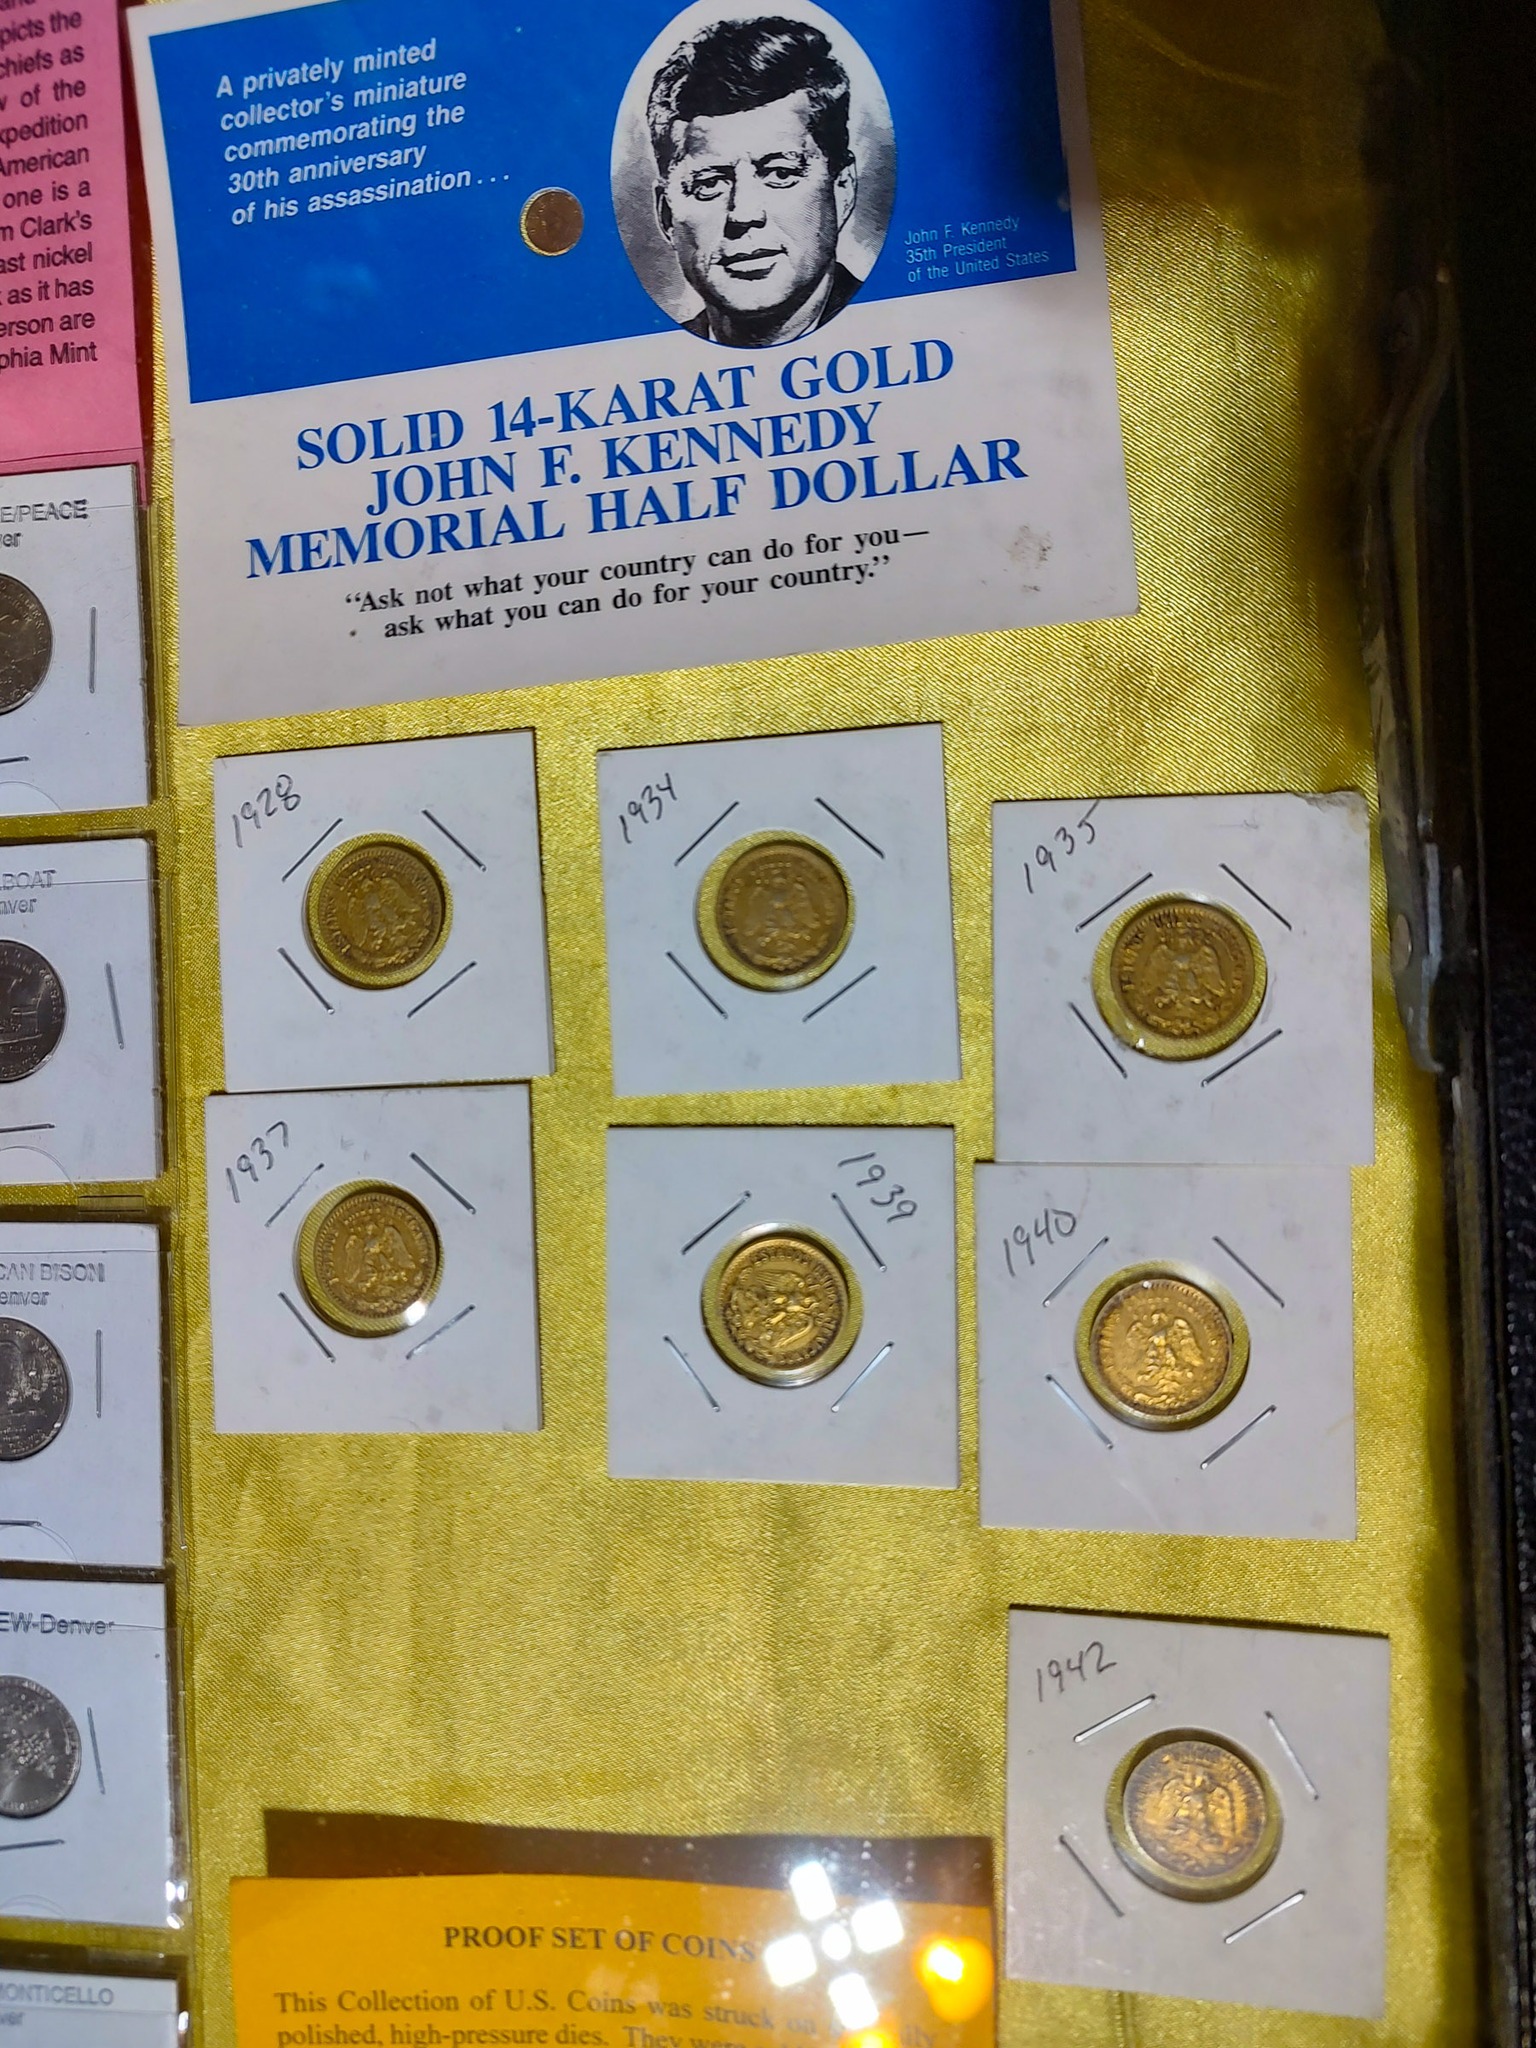 picts the
chiefs as
of the
xpedition
American
one is a
m Clark's
ast nickel
as it has
erson are
phia Mint
A privately minted
collector's miniature
commemorating the
30th anniversary
of his assassination...
John F. Kennedy
35th President
of the United States
SOLID 14-KARAT GOLD
JOHN F. KENNEDY
MEMORIAL HALF DOLLAR
"Ask not what your country can do for you—
ask what you can do for your country."
E/PEACE
ver
BOAT
nver
CAN BISON
enver
EW-Denver
MONTICELLO
ver
1928
1934
1935
1937
1939
1940
1942
PROOF SET OF COINS
This Collection of U.S. Coins was struck on
polished, high-pressure dies. They were